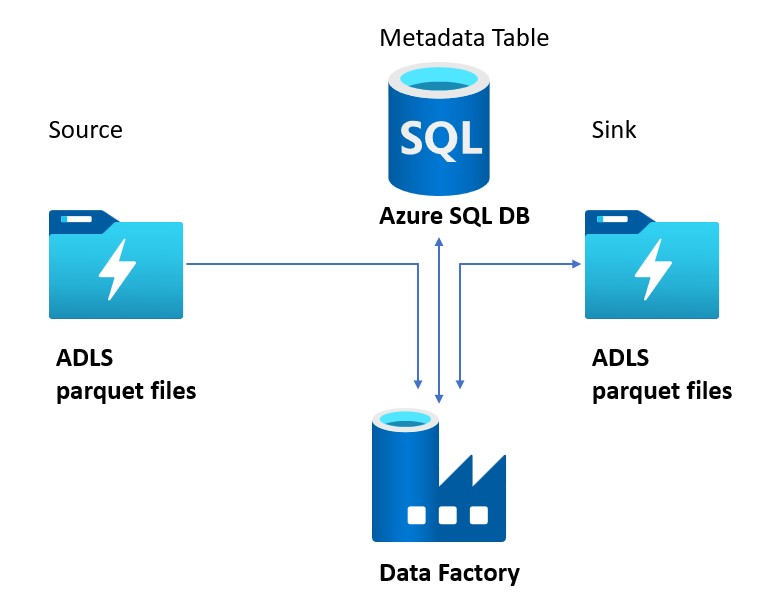 Metadata Table
Source
SQL
Sink
Azure SQL DB
ADLS
parquet files
ADLS
parquet files
Data Factory